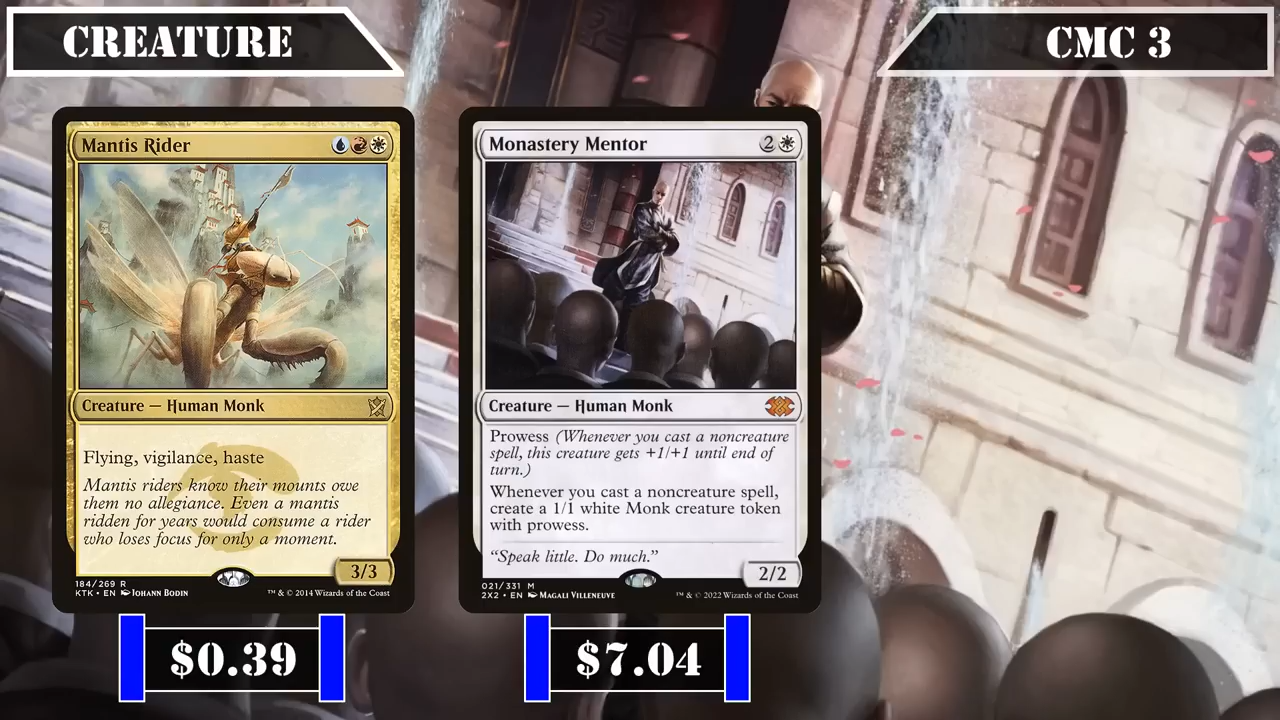 CREATURE
CMC 3
Mantis Rider
Creature — Human Monk
Flying, vigilance, haste
Mantis riders know their mounts owe
them no allegiance. Even a mantis
ridden for years would consume a rider
who loses focus for only a moment.
3/3
184/269 R
KTK • EN Johann Bodin
™ & © 2014 Wizards of the Coast
$0.39
Monastery Mentor
2
Creature — Human Monk
Prowess (Whenever you cast a noncreature
spell, this creature gets +1/+1 until end of
turn.)
Whenever you cast a noncreature spell,
create a 1/1 white Monk creature token
with prowess.
“Speak little. Do much.”
2/2
021/331 M
2X2 • EN Magali Villeneuve
™ & © 2022 Wizards of the Coast
$7.04